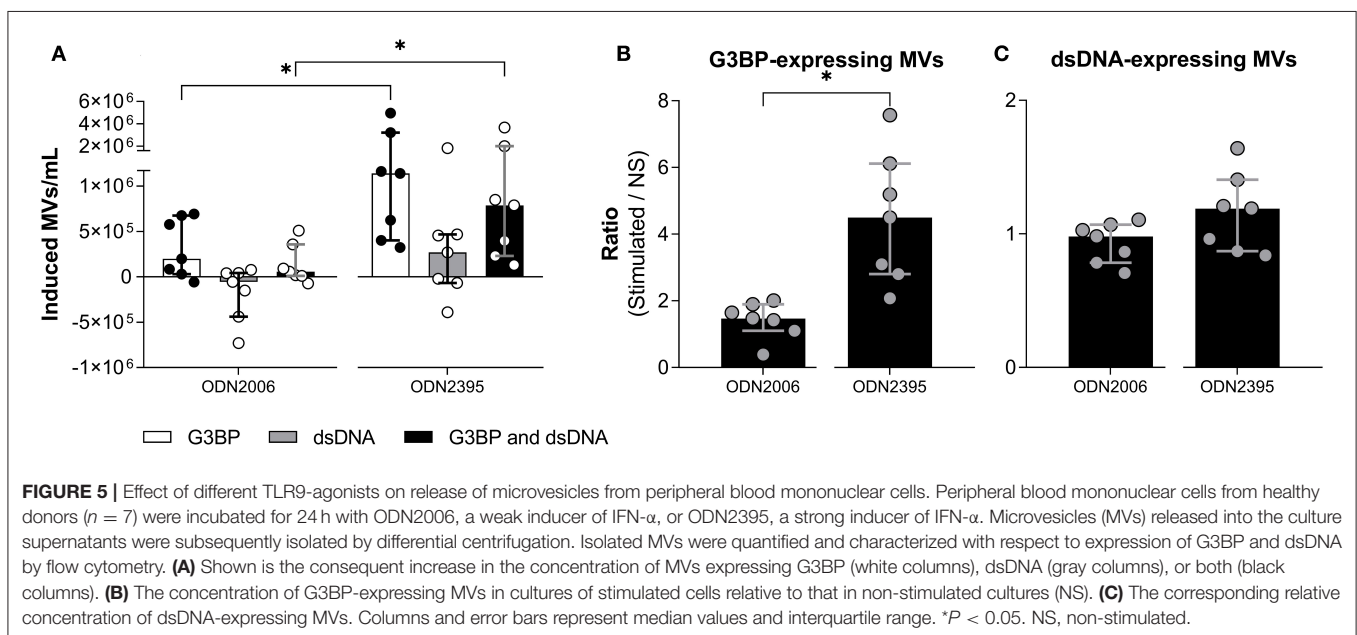 A
*
*
6×10⁶
4×10⁶
2×10⁶
1×10⁶
5×10⁵
0
-5×10⁵
-1×10⁶
Induced MVs/mL
ODN2006
ODN2395
G3BP
dsDNA
G3BP and dsDNA
B
G3BP-expressing MVs
*
8
6
4
2
0
Ratio
(Stimulated / NS)
ODN2006
ODN2395
C
dsDNA-expressing MVs
2
1
0
ODN2006
ODN2395
FIGURE 5 | Effect of different TLR9-agonists on release of microvesicles from peripheral blood mononuclear cells. Peripheral blood mononuclear cells from healthy
donors (n = 7) were incubated for 24 h with ODN2006, a weak inducer of IFN-α, or ODN2395, a strong inducer of IFN-α. Microvesicles (MVs) released into the culture
supernatants were subsequently isolated by differential centrifugation. Isolated MVs were quantified and characterized with respect to expression of G3BP and dsDNA
by flow cytometry. (A) Shown is the consequent increase in the concentration of MVs expressing G3BP (white columns), dsDNA (gray columns), or both (black
columns). (B) The concentration of G3BP-expressing MVs in cultures of stimulated cells relative to that in non-stimulated cultures (NS). (C) The corresponding relative
concentration of dsDNA-expressing MVs. Columns and error bars represent median values and interquartile range. *P < 0.05. NS, non-stimulated.